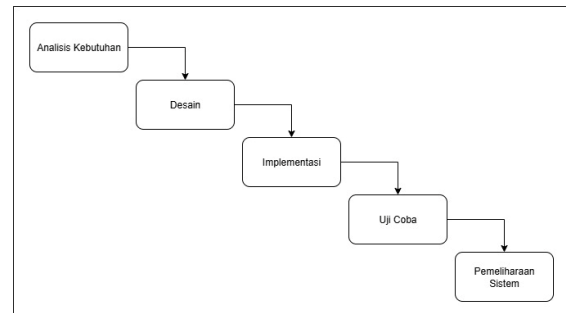 Analisis Kebutuhan
Desain
Implementasi
Uji Coba
Pemeliharaan
Sistem